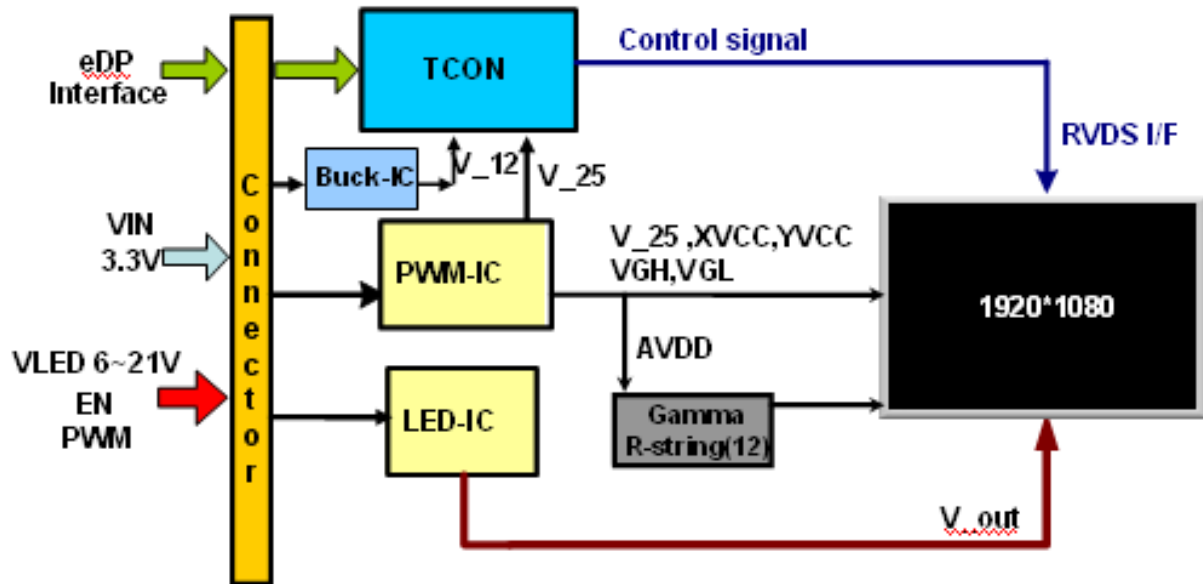 eDP
Interface
TCON
Control signal
RVDS I/F
Buck-IC
V_12
V_25
Connector
VIN
3.3V
PWM-IC
V_25 ,XVCC,YVCC
VGH,VGL
1920*1080
AVDD
VLED 6~21V
EN
PWM
LED-IC
Gamma
R-string(12)
V_out